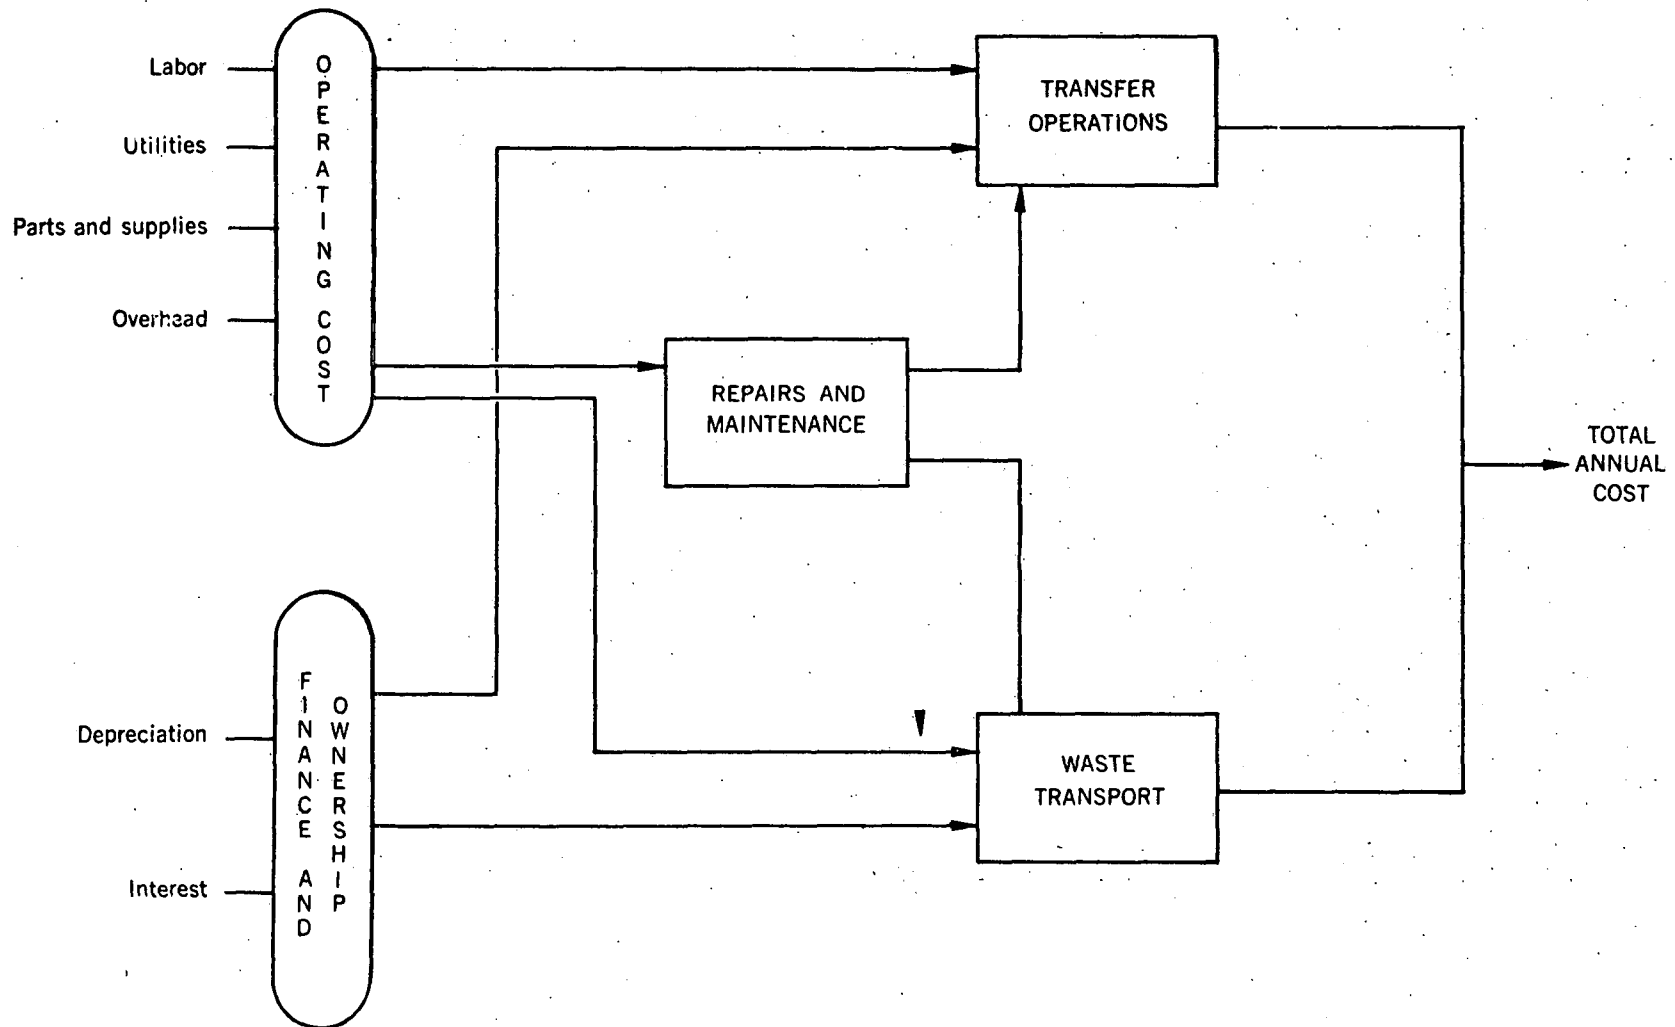 Labor
Utilities
Parts and supplies
Overhead
OPERATING COST
TRANSFER
OPERATIONS
REPAIRS AND
MAINTENANCE
TOTAL
ANNUAL
COST
Depreciation
Interest
FINANCE AND
OWNERSHIP
WASTE
TRANSPORT